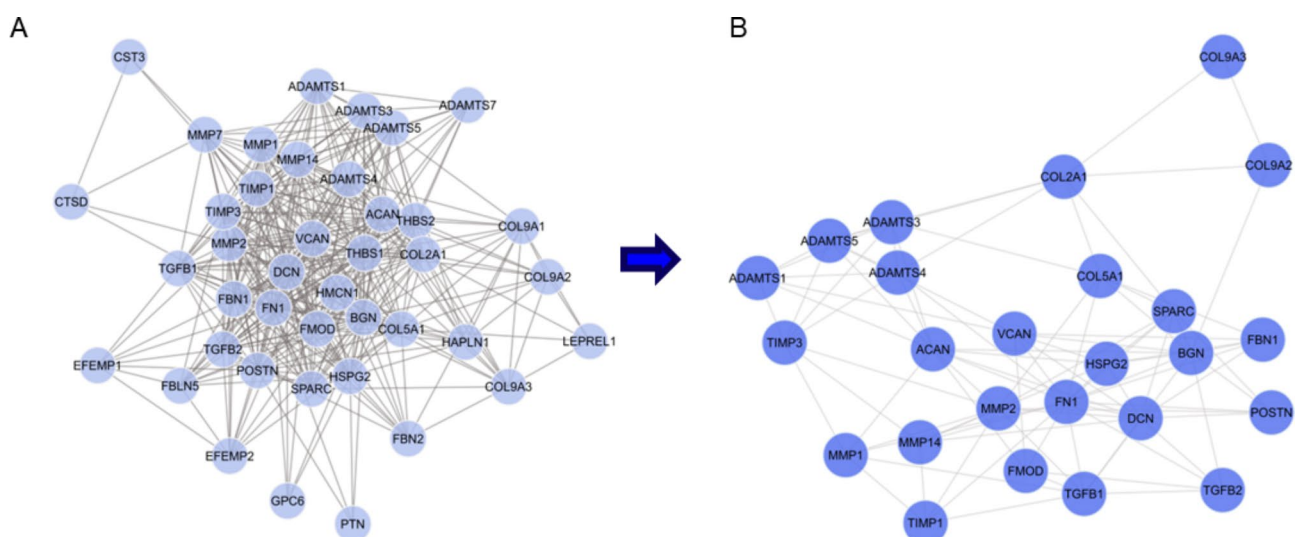 A
CST3
ADAMTS1
ADAMTS3
ADAMTS7
ADAMTS5
MMP7
MMP1
MMP14
ADAMTS4
TIMP1
CTSD
TIMP3
ACAN
THBS2
COL9A1
MMP2
VCAN
THBS1
COL2A1
TGFB1
DCN
COL9A2
FBN1
FN1
HMCN1
BGN
FMOD
COL5A1
HAPLN1
LEPREL1
TGFB2
EFEMP1
FBLN5
POSTN
SPARC
HSPG2
COL9A3
FBN2
EFEMP2
GPC6
PTN
B
COL9A3
COL9A2
COL2A1
ADAMTS3
ADAMTS5
ADAMTS4
ADAMTS1
COL5A1
SPARC
TIMP3
VCAN
ACAN
HSPG2
BGN
FBN1
MMP2
FN1
DCN
POSTN
MMP14
MMP1
FMOD
TGFB1
TGFB2
TIMP1